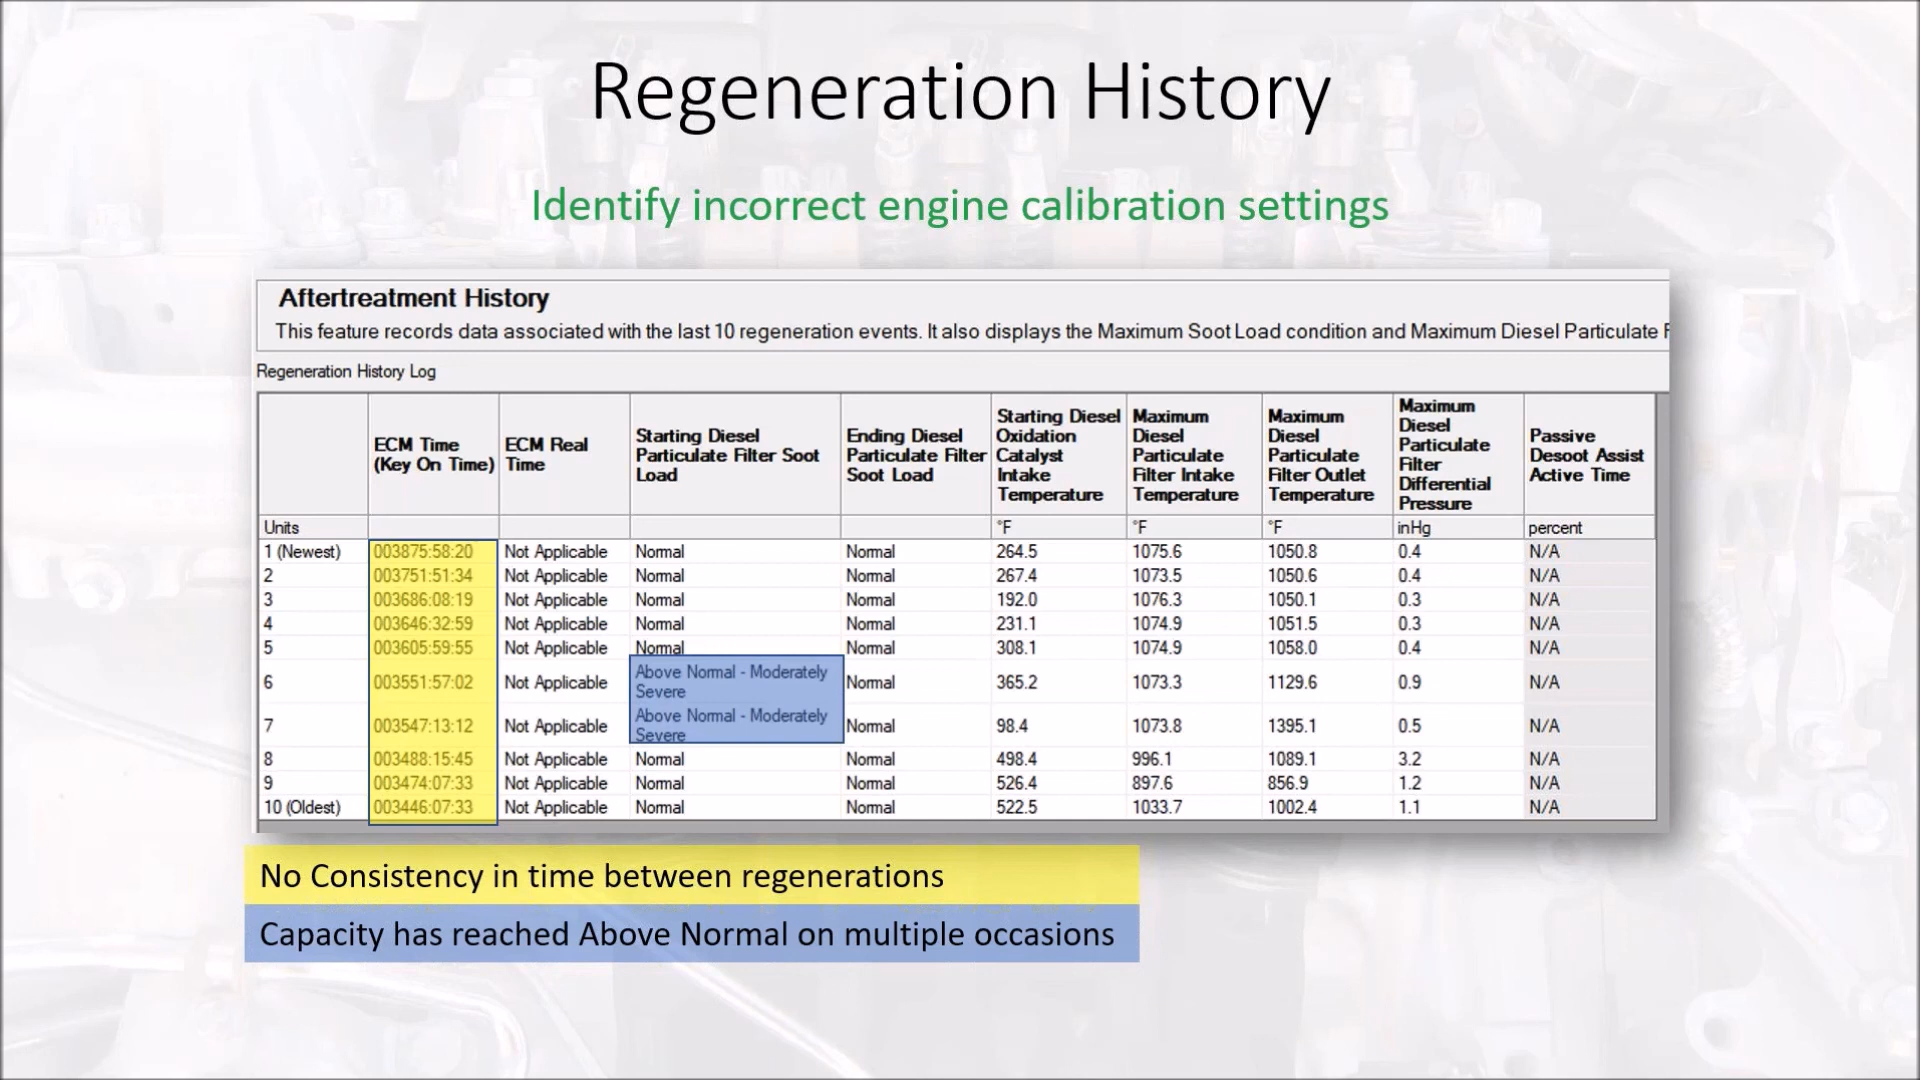 Regeneration History
Identify incorrect engine calibration settings
Aftertreatment History
This feature records data associated with the last 10 regeneration events. It also displays the Maximum Soot Load condition and Maximum Diesel Particulate
Regeneration History Log
ECM Time
(Key On Time)
ECM Real
Time
Starting Diesel
Particulate Filter Soot
Load
Ending Diesel
Particulate Filter
Soot Load
Starting Diesel
Oxidation
Catalyst
Intake
Temperature
Maximum
Diesel
Particulate
Filter Intake
Temperature
Maximum
Diesel
Particulate
Filter Outlet
Temperature
Maximum
Diesel
Particulate
Filter
Differential
Pressure
Passive
Desoot Assist
Active Time
Units °F °F °F inHg percent
1 (Newest) 003875:58:20 Not Applicable Normal Normal 264.5 1075.6 1050.8 0.4 N/A
2 003751:51:34 Not Applicable Normal Normal 267.4 1073.5 1050.6 0.4 N/A
3 003686:08:19 Not Applicable Normal Normal 192.0 1076.3 1050.1 0.3 N/A
4 003646:32:59 Not Applicable Normal Normal 231.1 1074.9 1051.5 0.3 N/A
5 003605:59:55 Not Applicable Normal Normal 308.1 1074.9 1058.0 0.4 N/A
6 003551:57:02 Not Applicable Above Normal - Moderately Severe Normal 365.2 1073.3 1129.6 0.9 N/A
7 003547:13:12 Not Applicable Above Normal - Moderately Severe Normal 98.4 1073.8 1395.1 0.5 N/A
8 003488:15:45 Not Applicable Normal Normal 498.4 996.1 1089.1 3.2 N/A
9 003474:07:33 Not Applicable Normal Normal 526.4 897.6 856.9 1.2 N/A
10 (Oldest) 003446:07:33 Not Applicable Normal Normal 522.5 1033.7 1002.4 1.1 N/A
No Consistency in time between regenerations
Capacity has reached Above Normal on multiple occasions